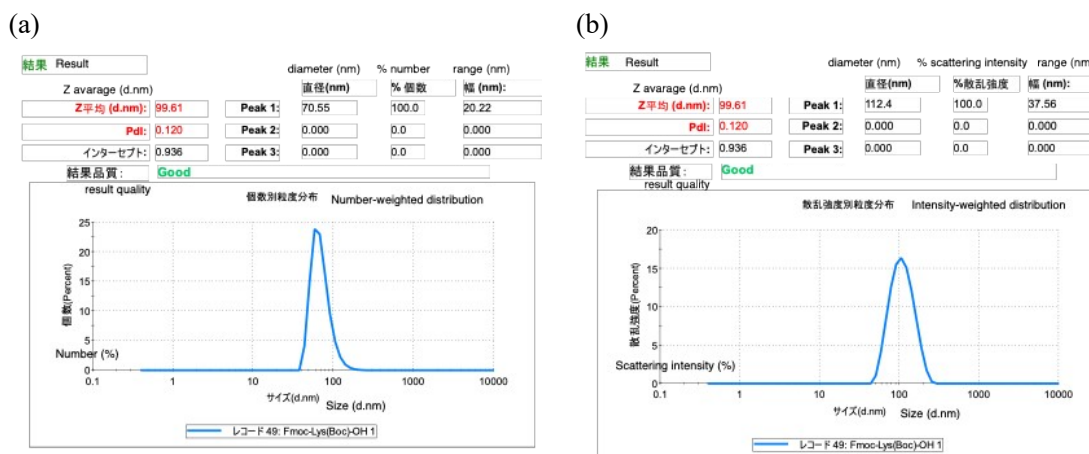 (a)
結果 Result
diameter (nm) % number range (nm)
直径(nm) % 個数 幅 (nm):
Z avarage (d.nm)
Z平均 (d.nm): 99.61 Peak 1: 70.55 100.0 20.22
PdI: 0.120 Peak 2: 0.000 0.0 0.000
インターセプト: 0.936 Peak 3: 0.000 0.0 0.000
結果品質: Good
result quality
個数別粒度分布 Number-weighted distribution
25
20
15
10
5
0
個数(Percent)
Number (%)
0.1 1 10 100 1000 10000
サイズ(d.nm) Size (d.nm)
レコード 49: Fmoc-Lys(Boc)-OH 1
(b)
結果 Result
diameter (nm) % scattering intensity range (nm)
直径(nm) %散乱強度 幅 (nm):
Z avarage (d.nm)
Z平均 (d.nm): 99.61 Peak 1: 112.4 100.0 37.56
PdI: 0.120 Peak 2: 0.000 0.0 0.000
インターセプト: 0.936 Peak 3: 0.000 0.0 0.000
結果品質: Good
result quality
散乱強度別粒度分布 Intensity-weighted distribution
20
15
10
5
0
散乱強度(Percent)
Scattering intensity (%)
0.1 1 10 100 1000 10000
サイズ(d.nm) Size (d.nm)
レコード 49: Fmoc-Lys(Boc)-OH 1